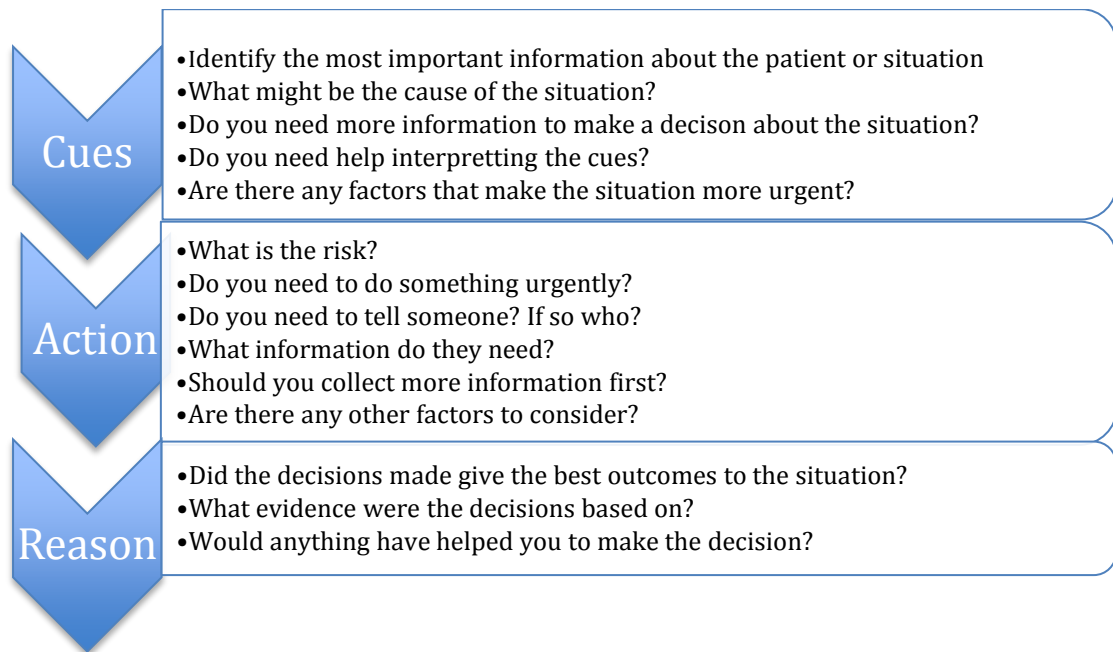 Cues
•Identify the most important information about the patient or situation
•What might be the cause of the situation?
•Do you need more information to make a decison about the situation?
•Do you need help interpretting the cues?
•Are there any factors that make the situation more urgent?
Action
•What is the risk?
•Do you need to do something urgently?
•Do you need to tell someone? If so who?
•What information do they need?
•Should you collect more information first?
•Are there any other factors to consider?
Reason
•Did the decisions made give the best outcomes to the situation?
•What evidence were the decisions based on?
•Would anything have helped you to make the decision?